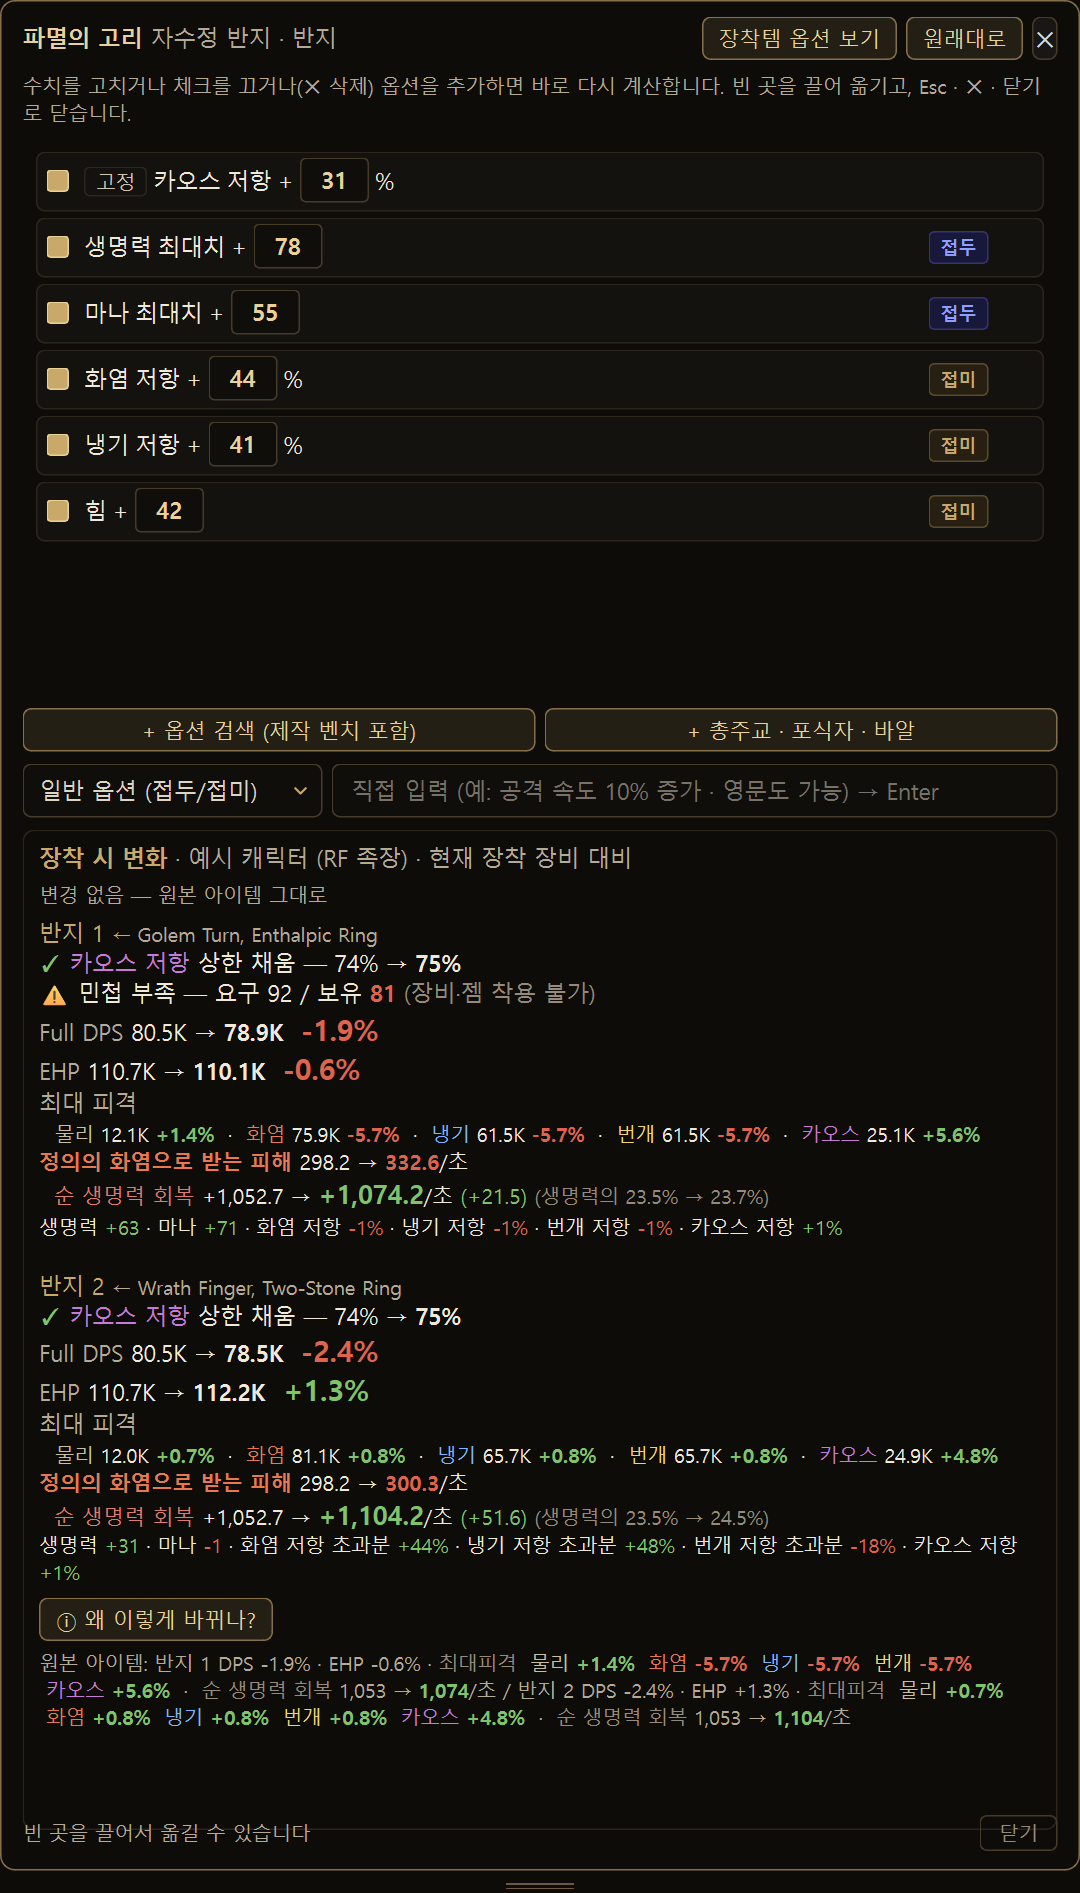 파멸의 고리 자수정 반지 · 반지
장착템 옵션 보기
원래대로
×
수치를 고치거나 체크를 끄거나(✕ 삭제) 옵션을 추가하면 바로 다시 계산합니다. 빈 곳을 끌어 옮기고, Esc · ✕ · 닫기
로 닫습니다.
고정 카오스 저항 + 31 %
생명력 최대치 + 78 접두
마나 최대치 + 55 접두
화염 저항 + 44 % 접미
냉기 저항 + 41 % 접미
힘 + 42 접미
+ 옵션 검색 (제작 벤치 포함)
+ 총주교 · 포식자 · 바알
일반 옵션 (접두/접미)
직접 입력 (예: 공격 속도 10% 증가 · 영문도 가능) → Enter
장착 시 변화 · 예시 캐릭터 (RF 족장) · 현재 장착 장비 대비
변경 없음 — 원본 아이템 그대로
반지 1 ← Golem Turn, Enthalpic Ring
✓ 카오스 저항 상한 채움 — 74% → 75%
⚠ 민첩 부족 — 요구 92 / 보유 81 (장비·젬 착용 불가)
Full DPS 80.5K → 78.9K -1.9%
EHP 110.7K → 110.1K -0.6%
최대 피격
물리 12.1K +1.4% · 화염 75.9K -5.7% · 냉기 61.5K -5.7% · 번개 61.5K -5.7% · 카오스 25.1K +5.6%
정의의 화염으로 받는 피해 298.2 → 332.6/초
순 생명력 회복 +1,052.7 → +1,074.2/초 (+21.5) (생명력의 23.5% → 23.7%)
생명력 +63 · 마나 +71 · 화염 저항 -1% · 냉기 저항 -1% · 번개 저항 -1% · 카오스 저항 +1%
반지 2 ← Wrath Finger, Two-Stone Ring
✓ 카오스 저항 상한 채움 — 74% → 75%
Full DPS 80.5K → 78.5K -2.4%
EHP 110.7K → 112.2K +1.3%
최대 피격
물리 12.0K +0.7% · 화염 81.1K +0.8% · 냉기 65.7K +0.8% · 번개 65.7K +0.8% · 카오스 24.9K +4.8%
정의의 화염으로 받는 피해 298.2 → 300.3/초
순 생명력 회복 +1,052.7 → +1,104.2/초 (+51.6) (생명력의 23.5% → 24.5%)
생명력 +31 · 마나 -1 · 화염 저항 초과분 +44% · 냉기 저항 초과분 +48% · 번개 저항 초과분 -18% · 카오스 저항
+1%
ⓘ 왜 이렇게 바뀌나?
원본 아이템: 반지 1 DPS -1.9% · EHP -0.6% · 최대피격 물리 +1.4% 화염 -5.7% 냉기 -5.7% 번개 -5.7%
카오스 +5.6% · 순 생명력 회복 1,053 → 1,074/초 / 반지 2 DPS -2.4% · EHP +1.3% · 최대피격 물리 +0.7%
화염 +0.8% 냉기 +0.8% 번개 +0.8% 카오스 +4.8% · 순 생명력 회복 1,053 → 1,104/초
빈 곳을 끌어서 옮길 수 있습니다
닫기